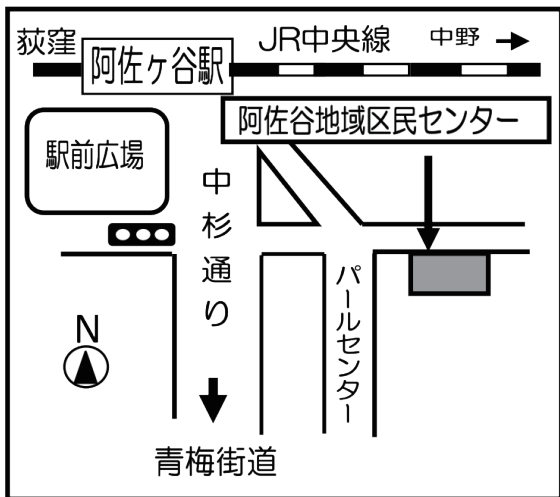 荻窪
JR中央線
中野
阿佐ヶ谷駅
阿佐谷地域区民センター
駅前広場
中杉通り
パールセンター
N
青梅街道